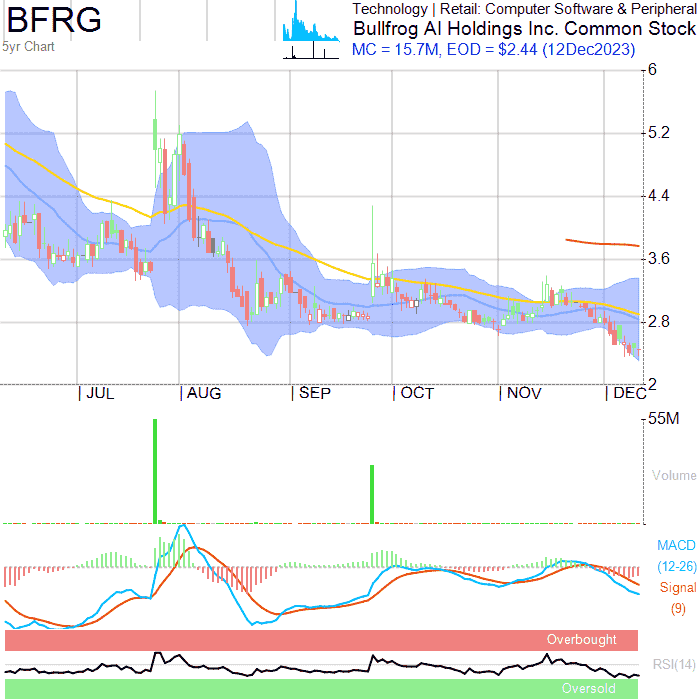 BFRG
5yr Chart
Technology | Retail: Computer Software & Peripheral
Bullfrog AI Holdings Inc. Common Stock
MC = 15.7M, EOD = $2.44 (12Dec2023)
6
5.2
4.4
3.6
2.8
2
JUL AUG SEP OCT NOV DEC
55M
Volume
MACD
(12-26)
Signal
(9)
Overbought
RSI(14)
Oversold